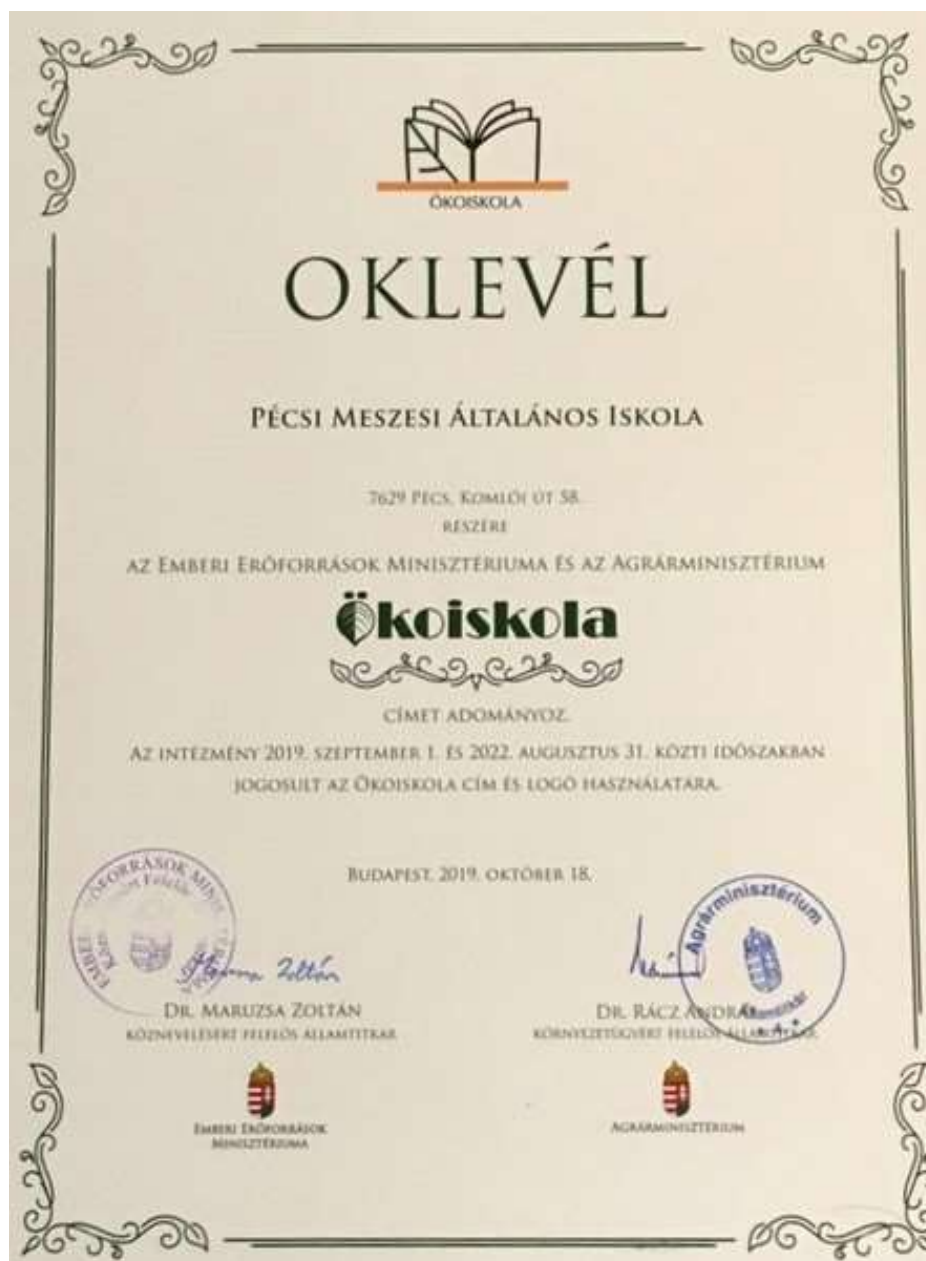 ÖKOISKOLA
OKLEVÉL
PÉCSI MESZESI ÁLTALÁNOS ISKOLA
7629 PÉCS, KOMLÓI ÚT 58.
RÉSZÉRE
AZ EMBERI ERŐFORRÁSOK MINISZTÉRIUMA ÉS AZ AGRÁRMINISZTÉRIUM
Ökoiskola
CÍMET ADOMÁNYOZ.
AZ INTÉZMÉNY 2019. SZEPTEMBER 1. ÉS 2022. AUGUSZTUS 31. KÖZTI IDŐSZAKBAN
JOGOSULT AZ ÖKOISKOLA CÍM ÉS LOGÓ HASZNÁLATÁRA.
BUDAPEST, 2019. OKTÓBER 18.
Agrárminisztérium
Zoltán
DR. MARUZSA ZOLTÁN
DR. RÁCZ ANDRÁS
KÖZNEVELÉSÉRT FELELŐS ÁLLAMTITKÁR
KÖRNYEZETÜGYÉRT FELELŐS ÁLLAMTITKÁR
EMBERI ERŐFORRÁSOK
MINISZTÉRIUMA
AGRÁRMINISZTÉRIUM